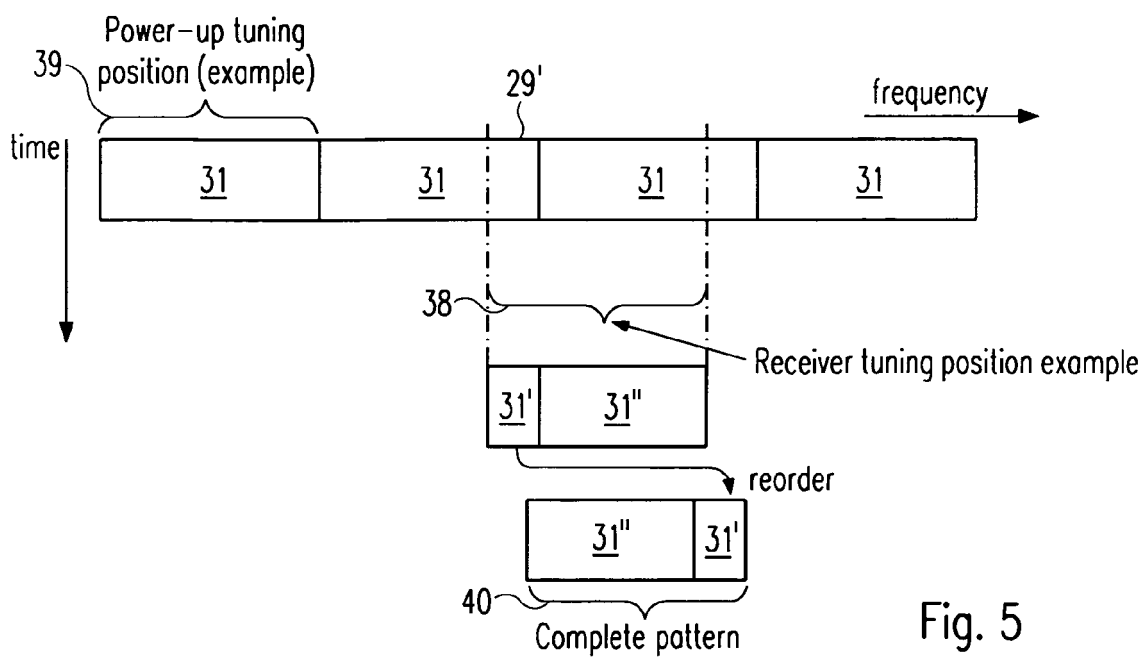 Power-up tuning
position (example)
39
29'
frequency
time
31 31 31 31
38
Receiver tuning position example
31' 31"
reorder
31" 31'
40
Complete pattern
Fig. 5